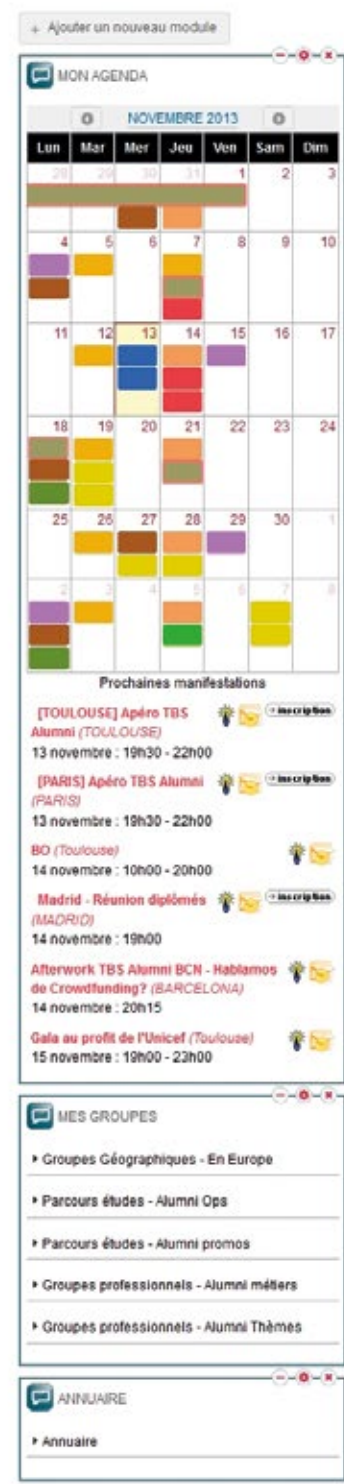 + Ajouter un nouveau module
MON AGENDA
NOVEMBRE 2013
Lun Mar Mer Jeu Ven Sam Dim
28 29 30 31 1 2 3
4 5 6 7 8 9 10
11 12 13 14 15 16 17
18 19 20 21 22 23 24
25 26 27 28 29 30 1
2 3 4 5 6 7 8
Prochaines manifestations
[TOULOUSE] Apéro TBS inscription
Alumni (TOULOUSE)
13 novembre : 19h30 - 22h00
[PARIS] Apéro TBS Alumni inscription
(PARIS)
13 novembre : 19h30 - 22h00
BO (Toulouse)
14 novembre : 10h00 - 20h00
Madrid - Réunion diplômés inscription
(MADRID)
14 novembre : 19h00
Afterwork TBS Alumni BCN - Hablamos
de Crowdfunding? (BARCELONA)
14 novembre : 20h15
Gala au profit de l'Unicef (Toulouse)
15 novembre : 19h00 - 23h00
MES GROUPES
Groupes Géographiques - En Europe
Parcours études - Alumni Ops
Parcours études - Alumni promos
Groupes professionnels - Alumni métiers
Groupes professionnels - Alumni Thèmes
ANNUAIRE
Annuaire